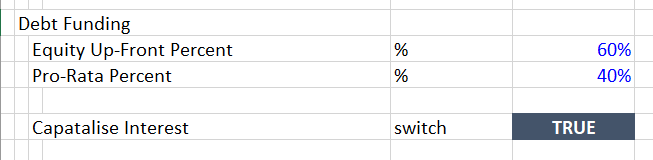 Debt Funding
Equity Up-Front Percent % 60%
Pro-Rata Percent % 40%
Capatalise Interest switch TRUE